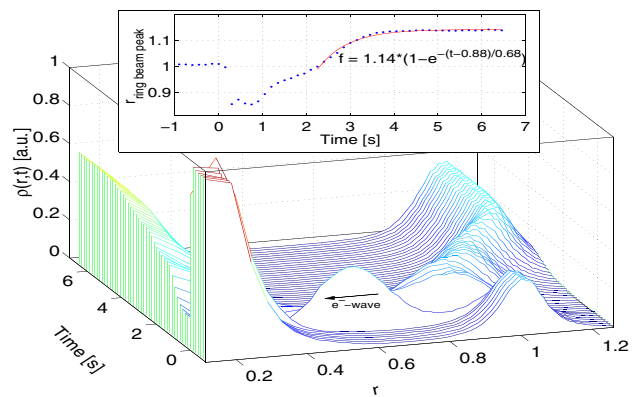 1.1
1
0.9
r ring beam peak
f = 1.14*(1−e^−(t−0.88)/0.68)
−1 0 1 2 3 4 5 6 7
Time [s]
1
0.8
0.6
0.4
0.2
0
ρ(r,t) [a.u.]
e −wave
6
4
2
0
Time [s]
0.2 0.4 0.6 0.8 1 1.2
r